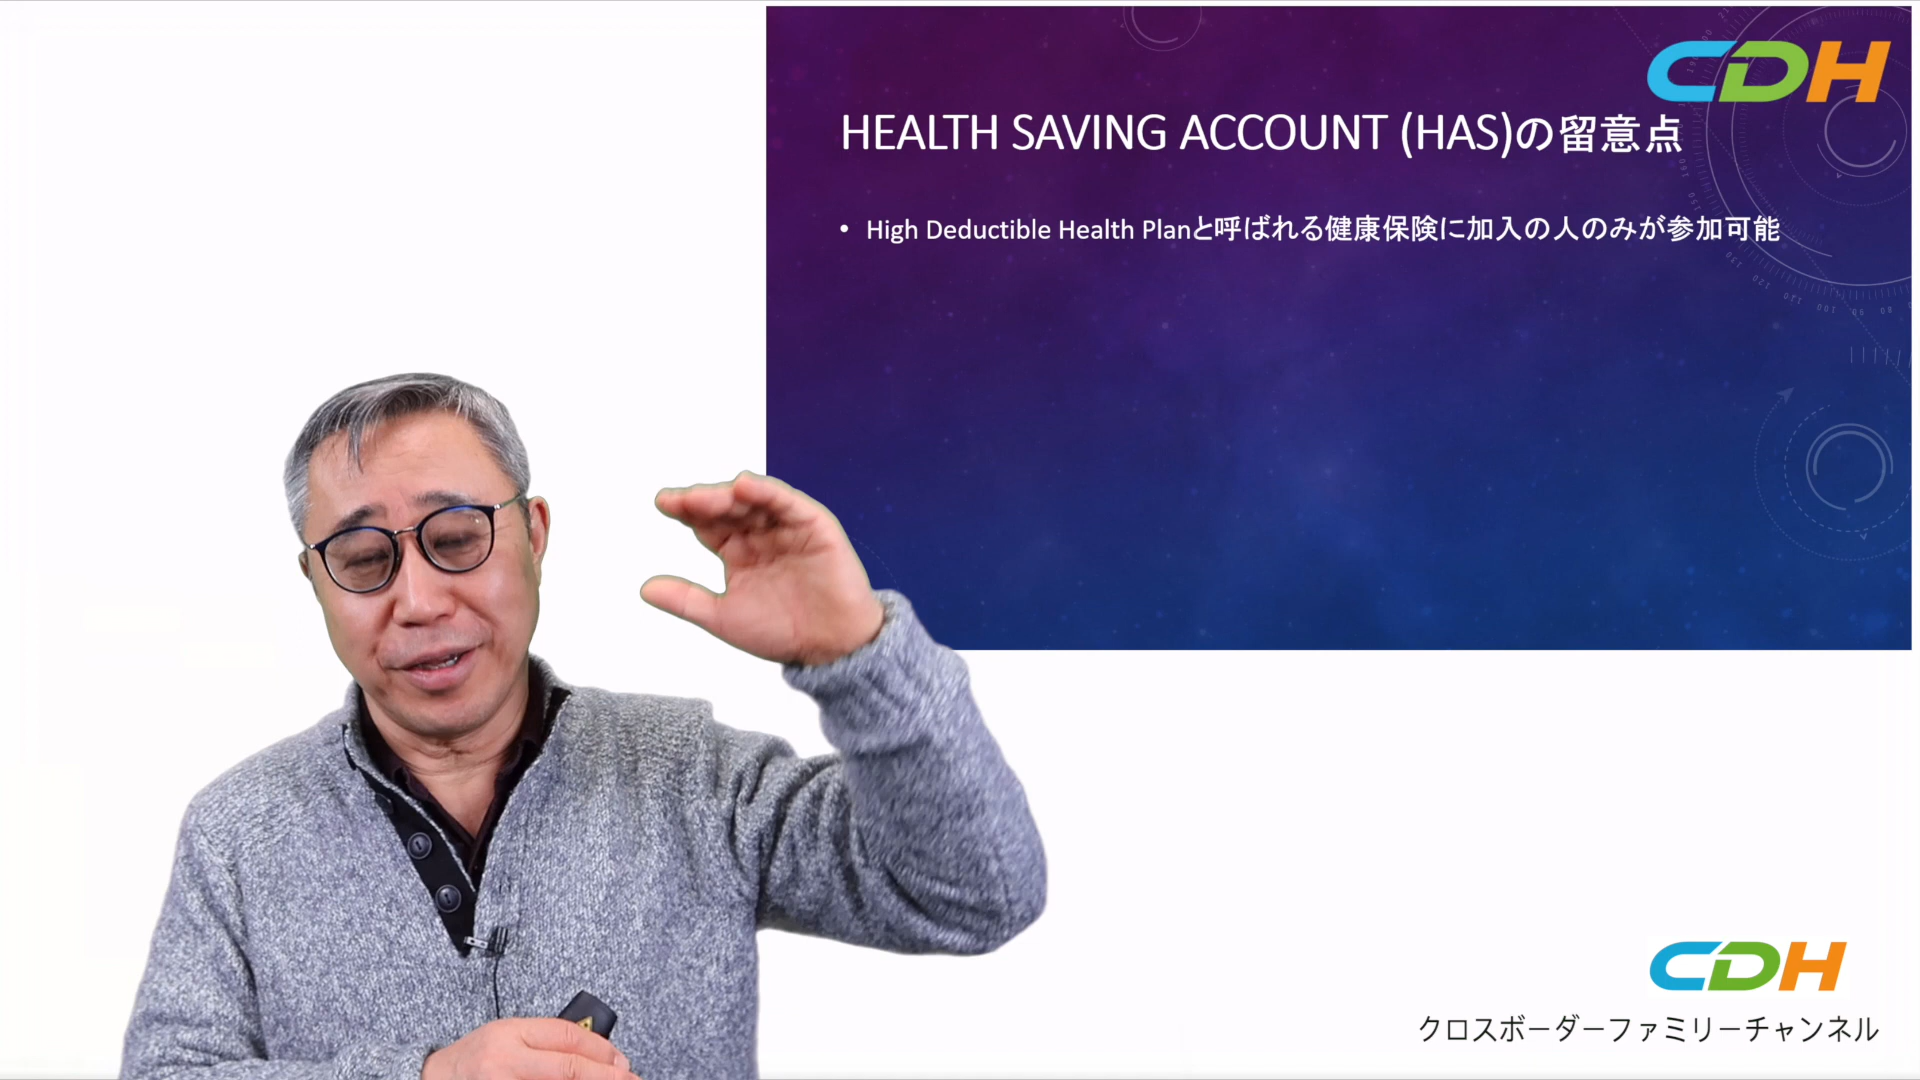 CDH
HEALTH SAVING ACCOUNT (HAS)の留意点
• High Deductible Health Planと呼ばれる健康保険に加入の人のみが参加可能
CDH
クロスボーダーファミリーチャンネル